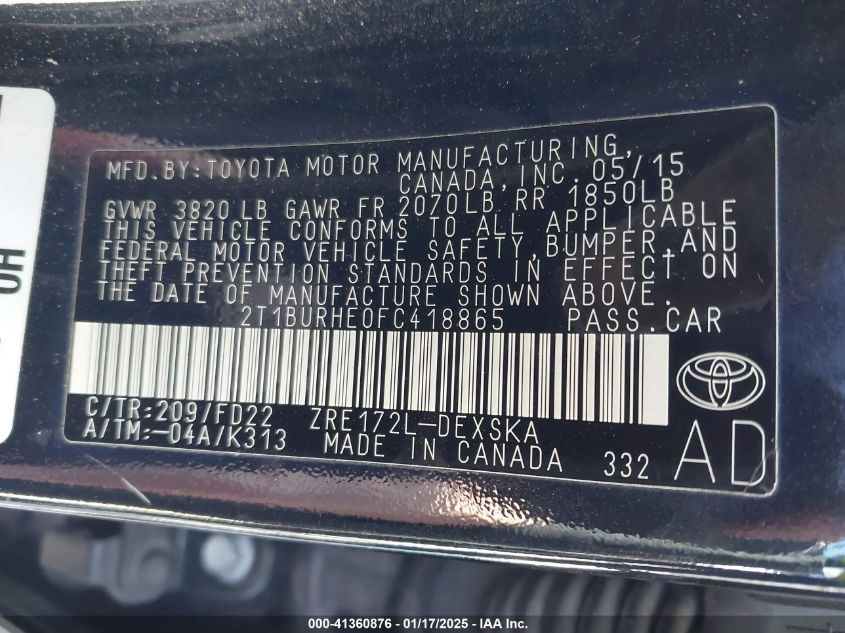 MFD.BY:TOYOTA MOTOR MANUFACTURING,
CANADA, INC. 05/15
GVWR 3820 LB GAWR FR 2070LB RR 1850LB
THIS VEHICLE CONFORMS TO ALL APPLICABLE
FEDERAL MOTOR VEHICLE SAFETY, BUMPER, AND
THEFT PREVENTION STANDARDS IN EFFECT ON
THE DATE OF MANUFACTURE SHOWN ABOVE.
2T1BURHE0FC418865 PASS.CAR
C/TR:209/FD22 ZRE172L-DEXSKA
A/TM:-04A/K313 MADE IN CANADA 332 AD
HO
000-41360876 | 01/17/2025 | © IAA Inc.